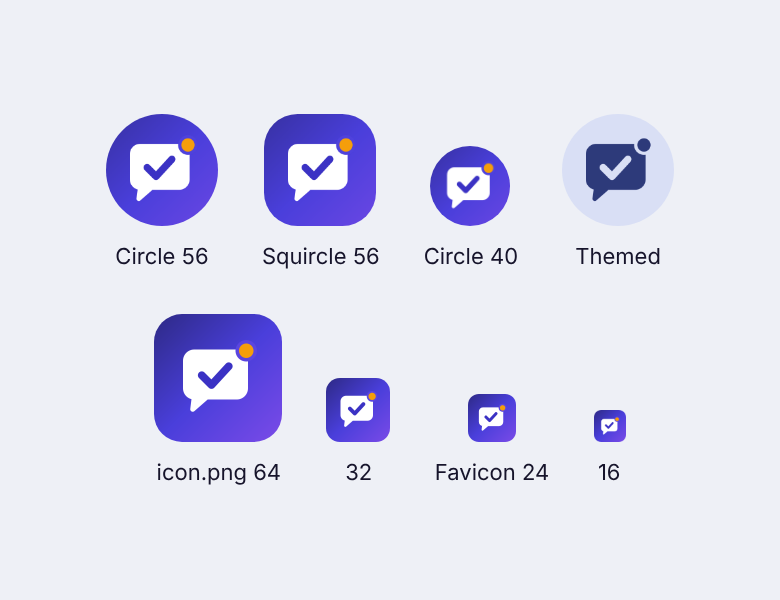 Circle 56
Squircle 56
Circle 40
Themed
icon.png 64
32
Favicon 24
16